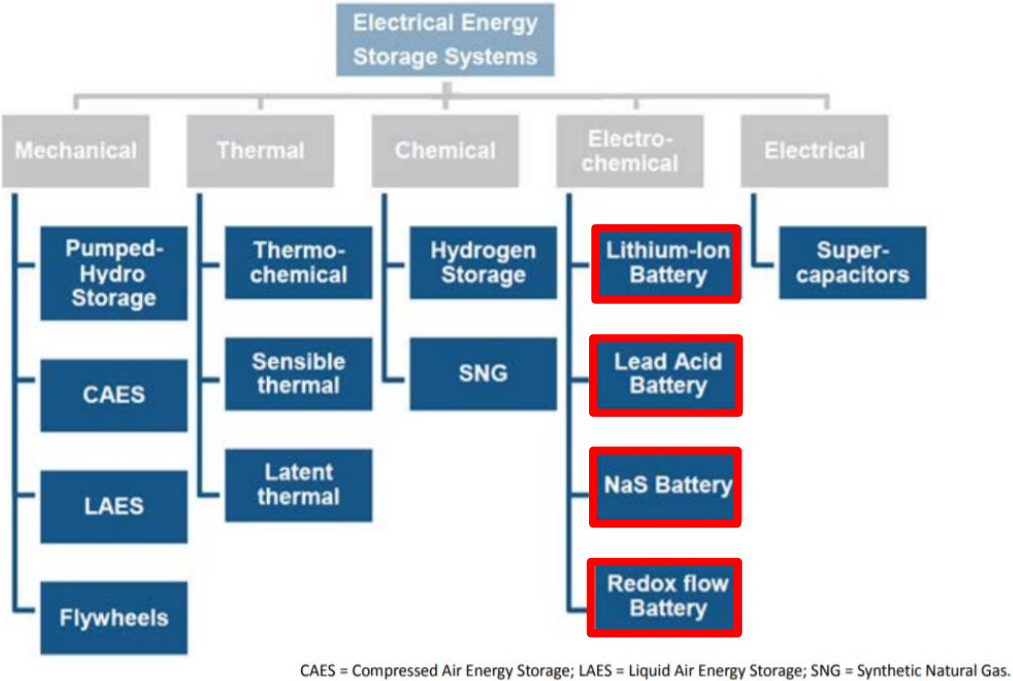 Electrical Energy
Storage Systems
Mechanical
Thermal
Chemical
Electro-
chemical
Electrical
Pumped-
Hydro
Storage
CAES
LAES
Flywheels
Thermo-
chemical
Sensible
thermal
Latent
thermal
Hydrogen
Storage
SNG
Lithium-Ion
Battery
Lead Acid
Battery
NaS Battery
Redox flow
Battery
Super-
capacitors
CAES = Compressed Air Energy Storage; LAES = Liquid Air Energy Storage; SNG = Synthetic Natural Gas.